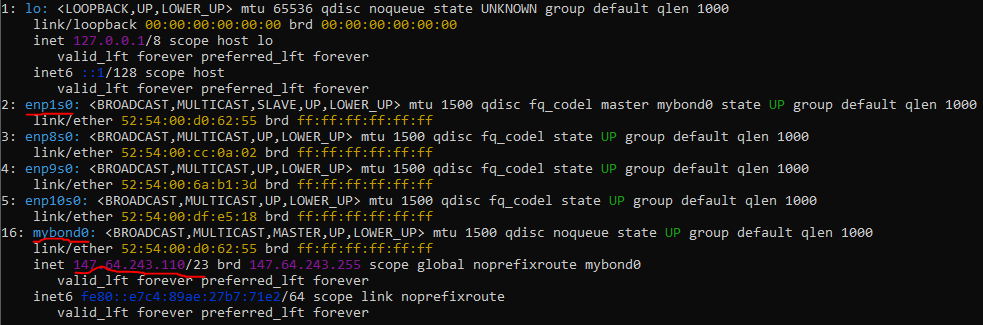 1: lo: <LOOPBACK,UP,LOWER_UP> mtu 65536 qdisc noqueue state UNKNOWN group default qlen 1000
link/loopback 00:00:00:00:00:00 brd 00:00:00:00:00:00
inet 127.0.0.1/8 scope host lo
valid_lft forever preferred_lft forever
inet6 ::1/128 scope host
valid_lft forever preferred_lft forever
2: enp1s0: <BROADCAST,MULTICAST,SLAVE,UP,LOWER_UP> mtu 1500 qdisc fq_codel master mybond0 state UP group default qlen 1000
link/ether 52:54:00:d0:62:55 brd ff:ff:ff:ff:ff:ff
3: enp8s0: <BROADCAST,MULTICAST,UP,LOWER_UP> mtu 1500 qdisc fq_codel state UP group default qlen 1000
link/ether 52:54:00:cc:0a:02 brd ff:ff:ff:ff:ff:ff
4: enp9s0: <BROADCAST,MULTICAST,UP,LOWER_UP> mtu 1500 qdisc fq_codel state UP group default qlen 1000
link/ether 52:54:00:6a:b1:3d brd ff:ff:ff:ff:ff:ff
5: enp10s0: <BROADCAST,MULTICAST,UP,LOWER_UP> mtu 1500 qdisc fq_codel state UP group default qlen 1000
link/ether 52:54:00:df:e5:18 brd ff:ff:ff:ff:ff:ff
16: mybond0: <BROADCAST,MULTICAST,MASTER,UP,LOWER_UP> mtu 1500 qdisc noqueue state UP group default qlen 1000
link/ether 52:54:00:d0:62:55 brd ff:ff:ff:ff:ff:ff
inet 147.64.243.110/23 brd 147.64.243.255 scope global noprefixroute mybond0
valid_lft forever preferred_lft forever
inet6 fe80::e7c4:89ae:27b7:71e2/64 scope link noprefixroute
valid_lft forever preferred_lft forever